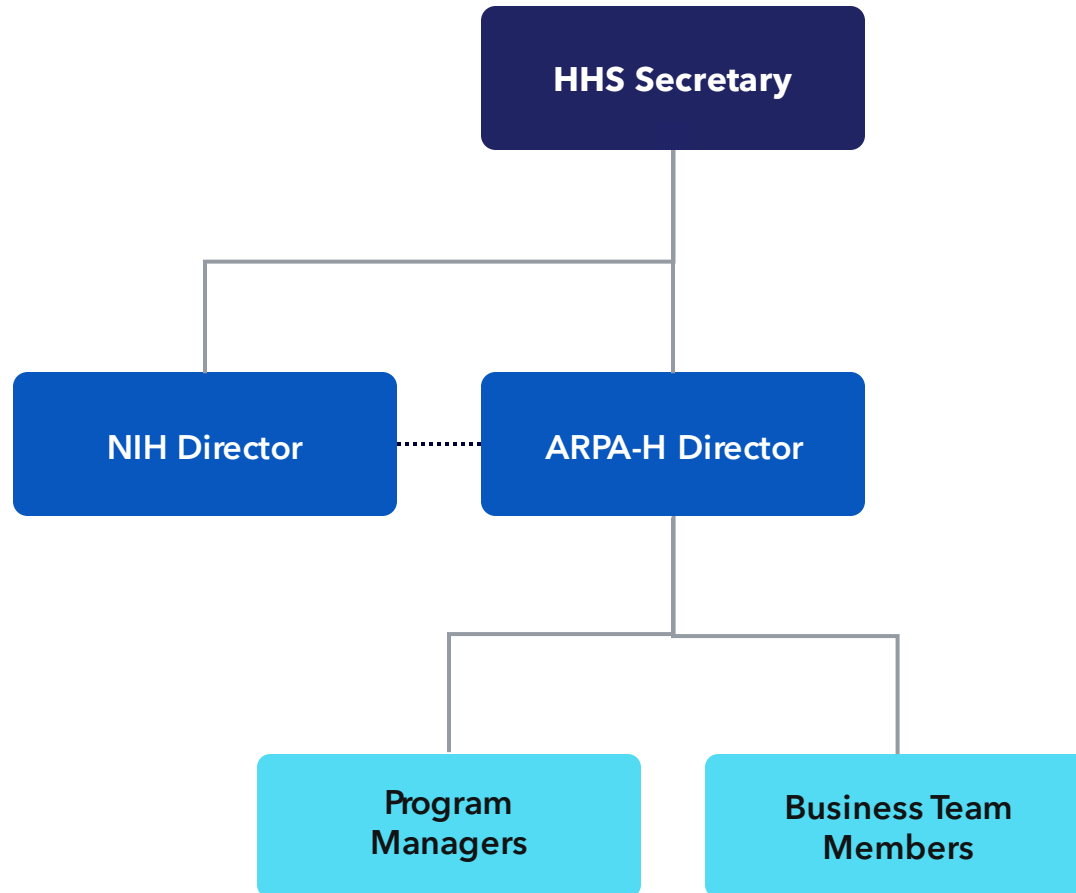 HHS Secretary
NIH Director
ARPA-H Director
Program
Managers
Business Team
Members